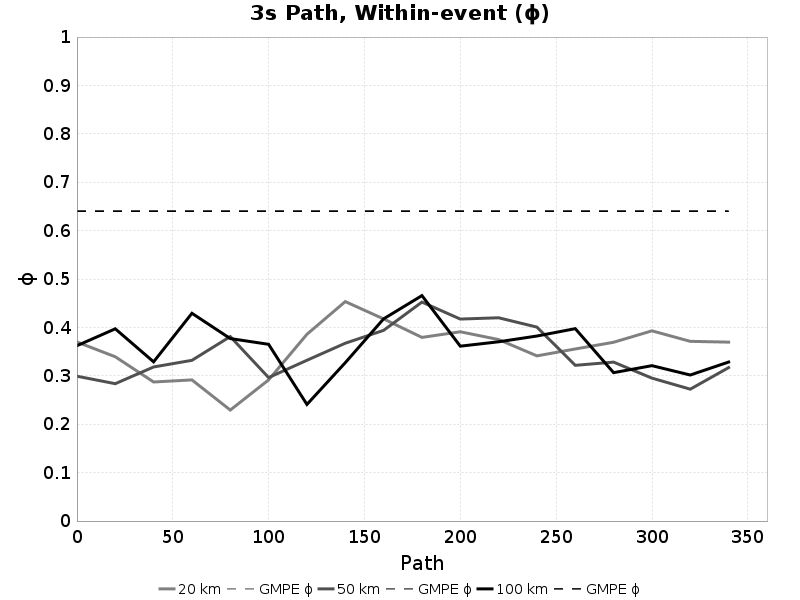 3s Path, Within-event (ϕ)
1
0.9
0.8
0.7
0.6
0.5
0.4
0.3
0.2
0.1
0
ϕ
0 50 100 150 200 250 300 350
Path
20 km GMPE ϕ 50 km GMPE ϕ 100 km GMPE ϕ